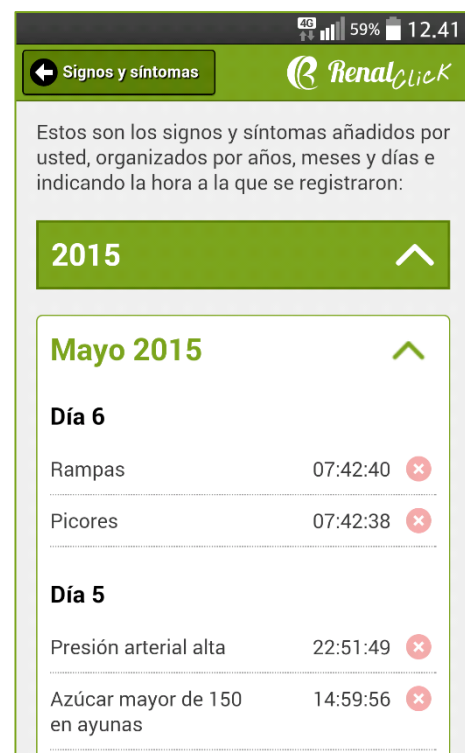 4G 59% 12.41
Signos y síntomas RenalClick
Estos son los signos y síntomas añadidos por
usted, organizados por años, meses y días e
indicando la hora a la que se registraron:
2015
Mayo 2015
Día 6
Rampas 07:42:40
Picores 07:42:38
Día 5
Presión arterial alta 22:51:49
Azúcar mayor de 150 14:59:56
en ayunas